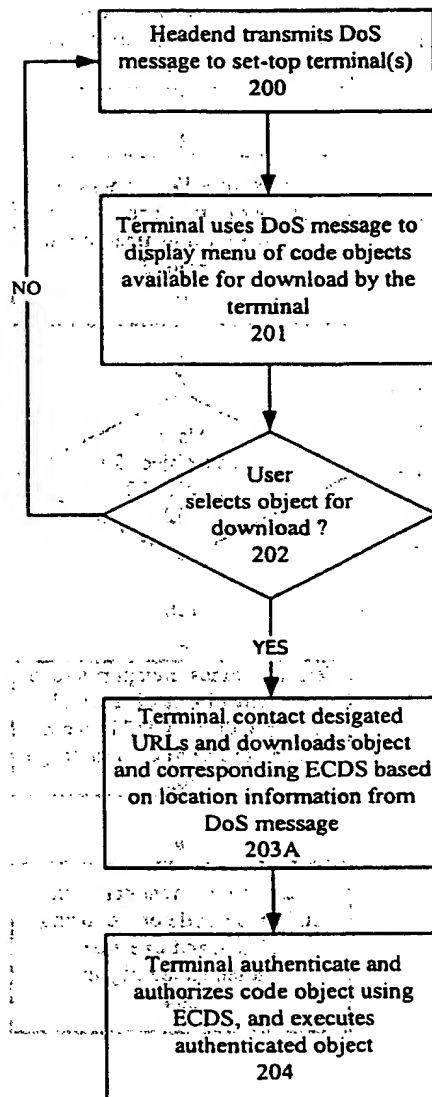 Headend transmits DoS
message to set-top terminal(s)
200
Terminal uses DoS message to
display menu of code objects
available for download by the
terminal
201
NO
User
selects object for
download ?
202
YES
Terminal contact desigated
URLs and downloads object
and corresponding ECDS based
on location information from
DoS message
203A
Terminal authenticate and
authorizes code object using
ECDS, and executes
authenticated object
204